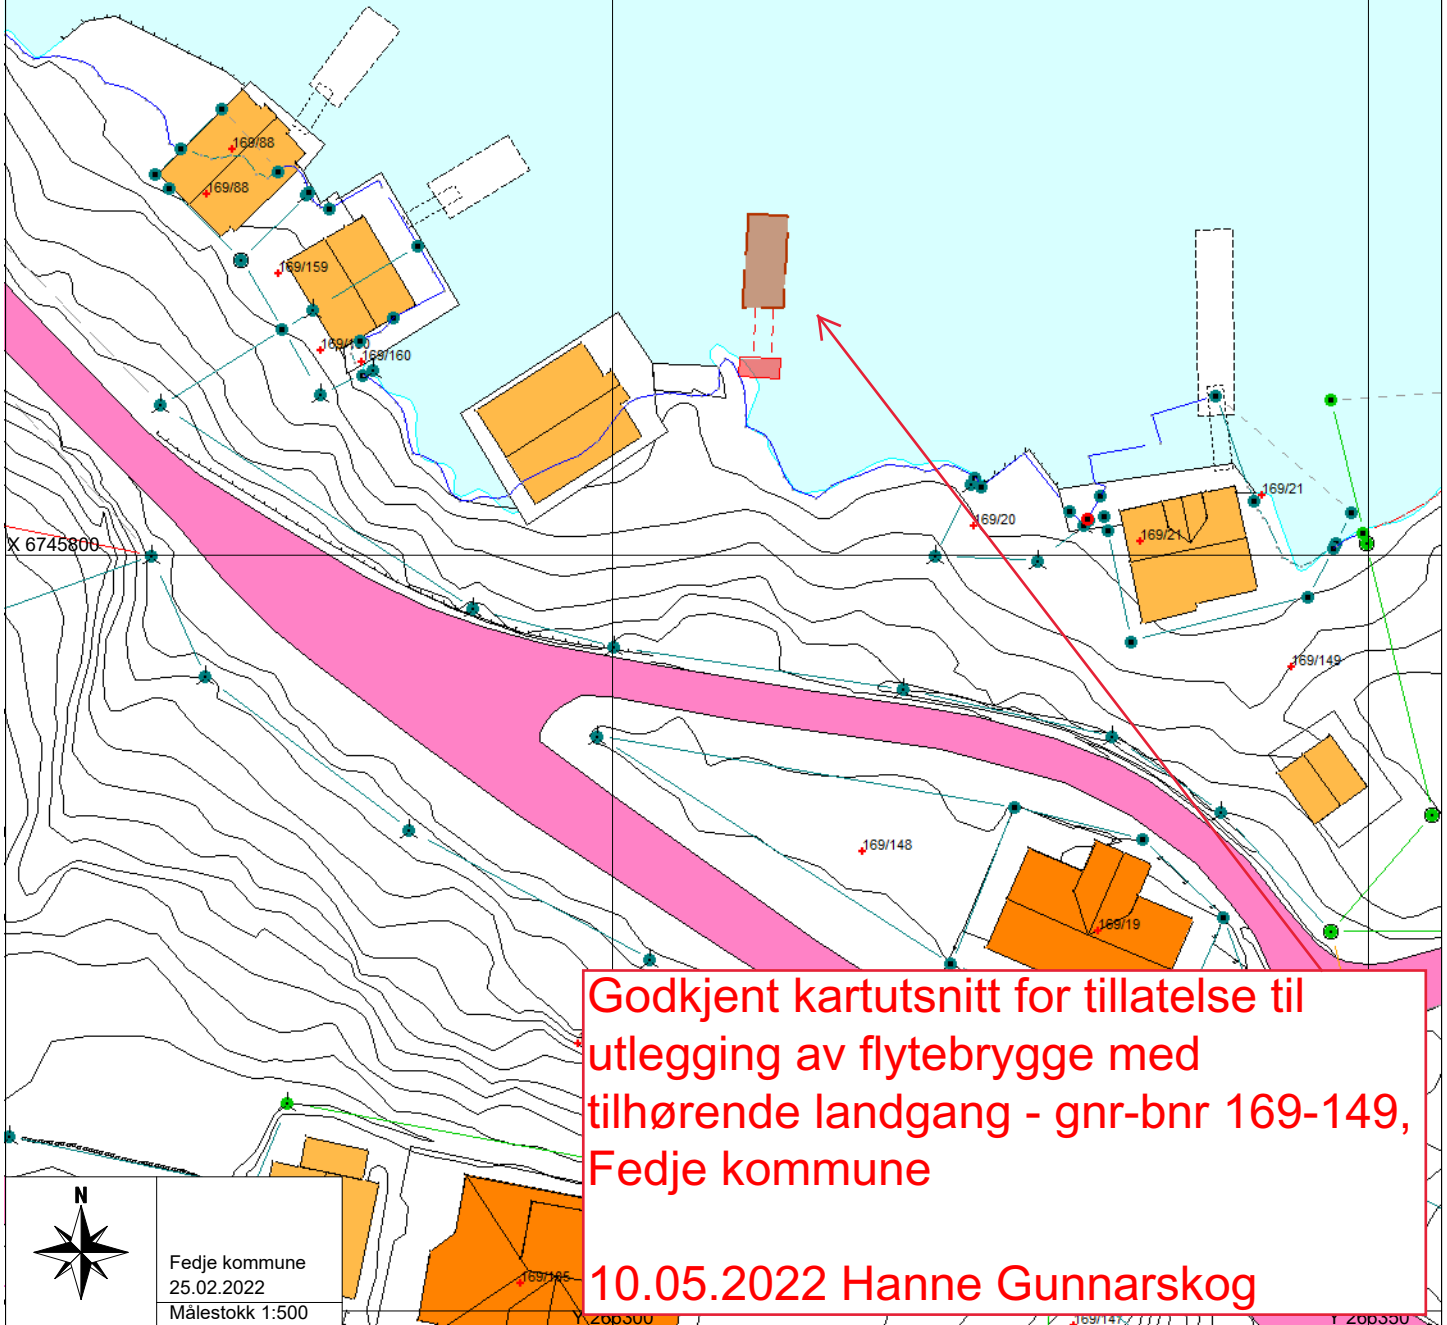 169/88
169/88
169/159
169/160
169/21
169/20
169/21
X 6745800
169/149
169/148
169/19
Godkjent kartutsnitt for tillatelse til
utlegging av flytebrygge med
tilhørende landgang - gnr-bnr 169-149,
Fedje kommune
10.05.2022 Hanne Gunnarskog
N
Fedje kommune
25.02.2022
Målestokk 1:500